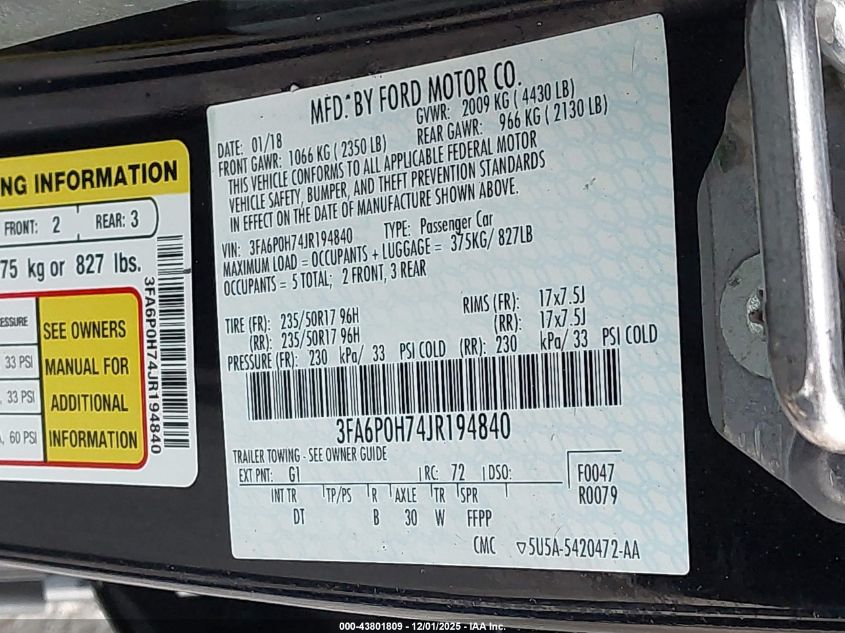 NG INFORMATION
FRONT: 2 REAR: 3
75 kg or 827 lbs.
ESSURE
33 PSI
33 PSI
60 PSI
SEE OWNERS
MANUAL FOR
ADDITIONAL
INFORMATION
3FA6P0H74JR194840
MFD. BY FORD MOTOR CO.
DATE: 01/18 GVWR: 2009 KG ( 4430 LB)
FRONT GAWR: 1066 KG ( 2350 LB) REAR GAWR: 966 KG ( 2130 LB)
THIS VEHICLE CONFORMS TO ALL APPLICABLE FEDERAL MOTOR
VEHICLE SAFETY, BUMPER, AND THEFT PREVENTION STANDARDS
IN EFFECT ON THE DATE OF MANUFACTURE SHOWN ABOVE.
VIN: 3FA6P0H74JR194840 TYPE: Passenger Car
MAXIMUM LOAD = OCCUPANTS + LUGGAGE = 375KG/ 827LB
OCCUPANTS = 5 TOTAL; 2 FRONT, 3 REAR
TIRE (FR): 235/50R17 96H RIMS (FR): 17x7.5J
(RR): 235/50R17 96H (RR): 17x7.5J
PRESSURE (FR): 230 kPa/ 33 PSI COLD (RR): 230 kPa/ 33 PSI COLD
3FA6P0H74JR194840
TRAILER TOWING - SEE OWNER GUIDE
EXT PNT: G1 RC: 72 DSO: F0047
INT TR TP/PS R AXLE TR SPR R0079
DT B 30 W FFPP
CMC ▽5U5A-5420472-AA
000-43801809 - 12/01/2025 - IAA Inc.